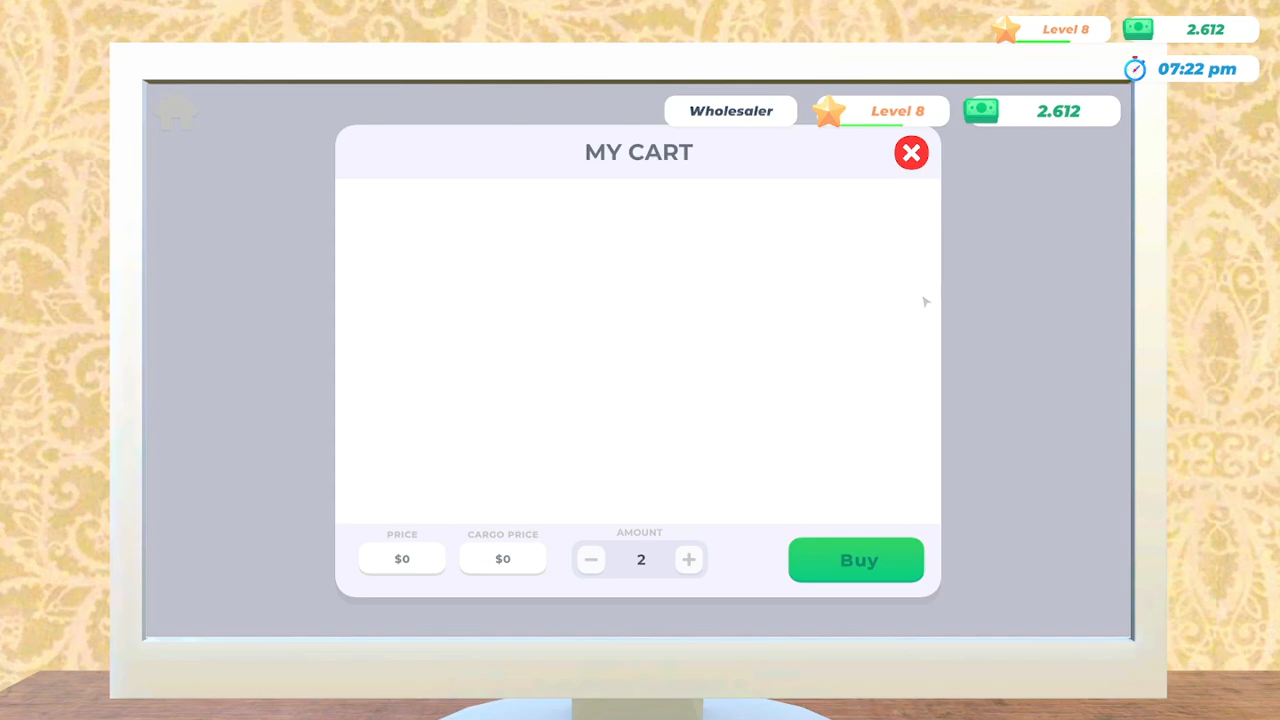 Level 8
2.612
07:22 pm
Wholesaler
Level 8
2.612
MY CART
PRICE
CARGO PRICE
AMOUNT
$0
$0
2
Buy